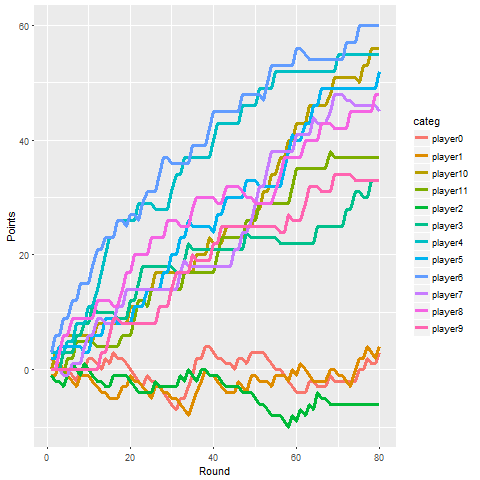 60
40
20
0
Points
0
20
40
60
80
Round
categ
player0
player1
player10
player11
player2
player3
player4
player5
player6
player7
player8
player9